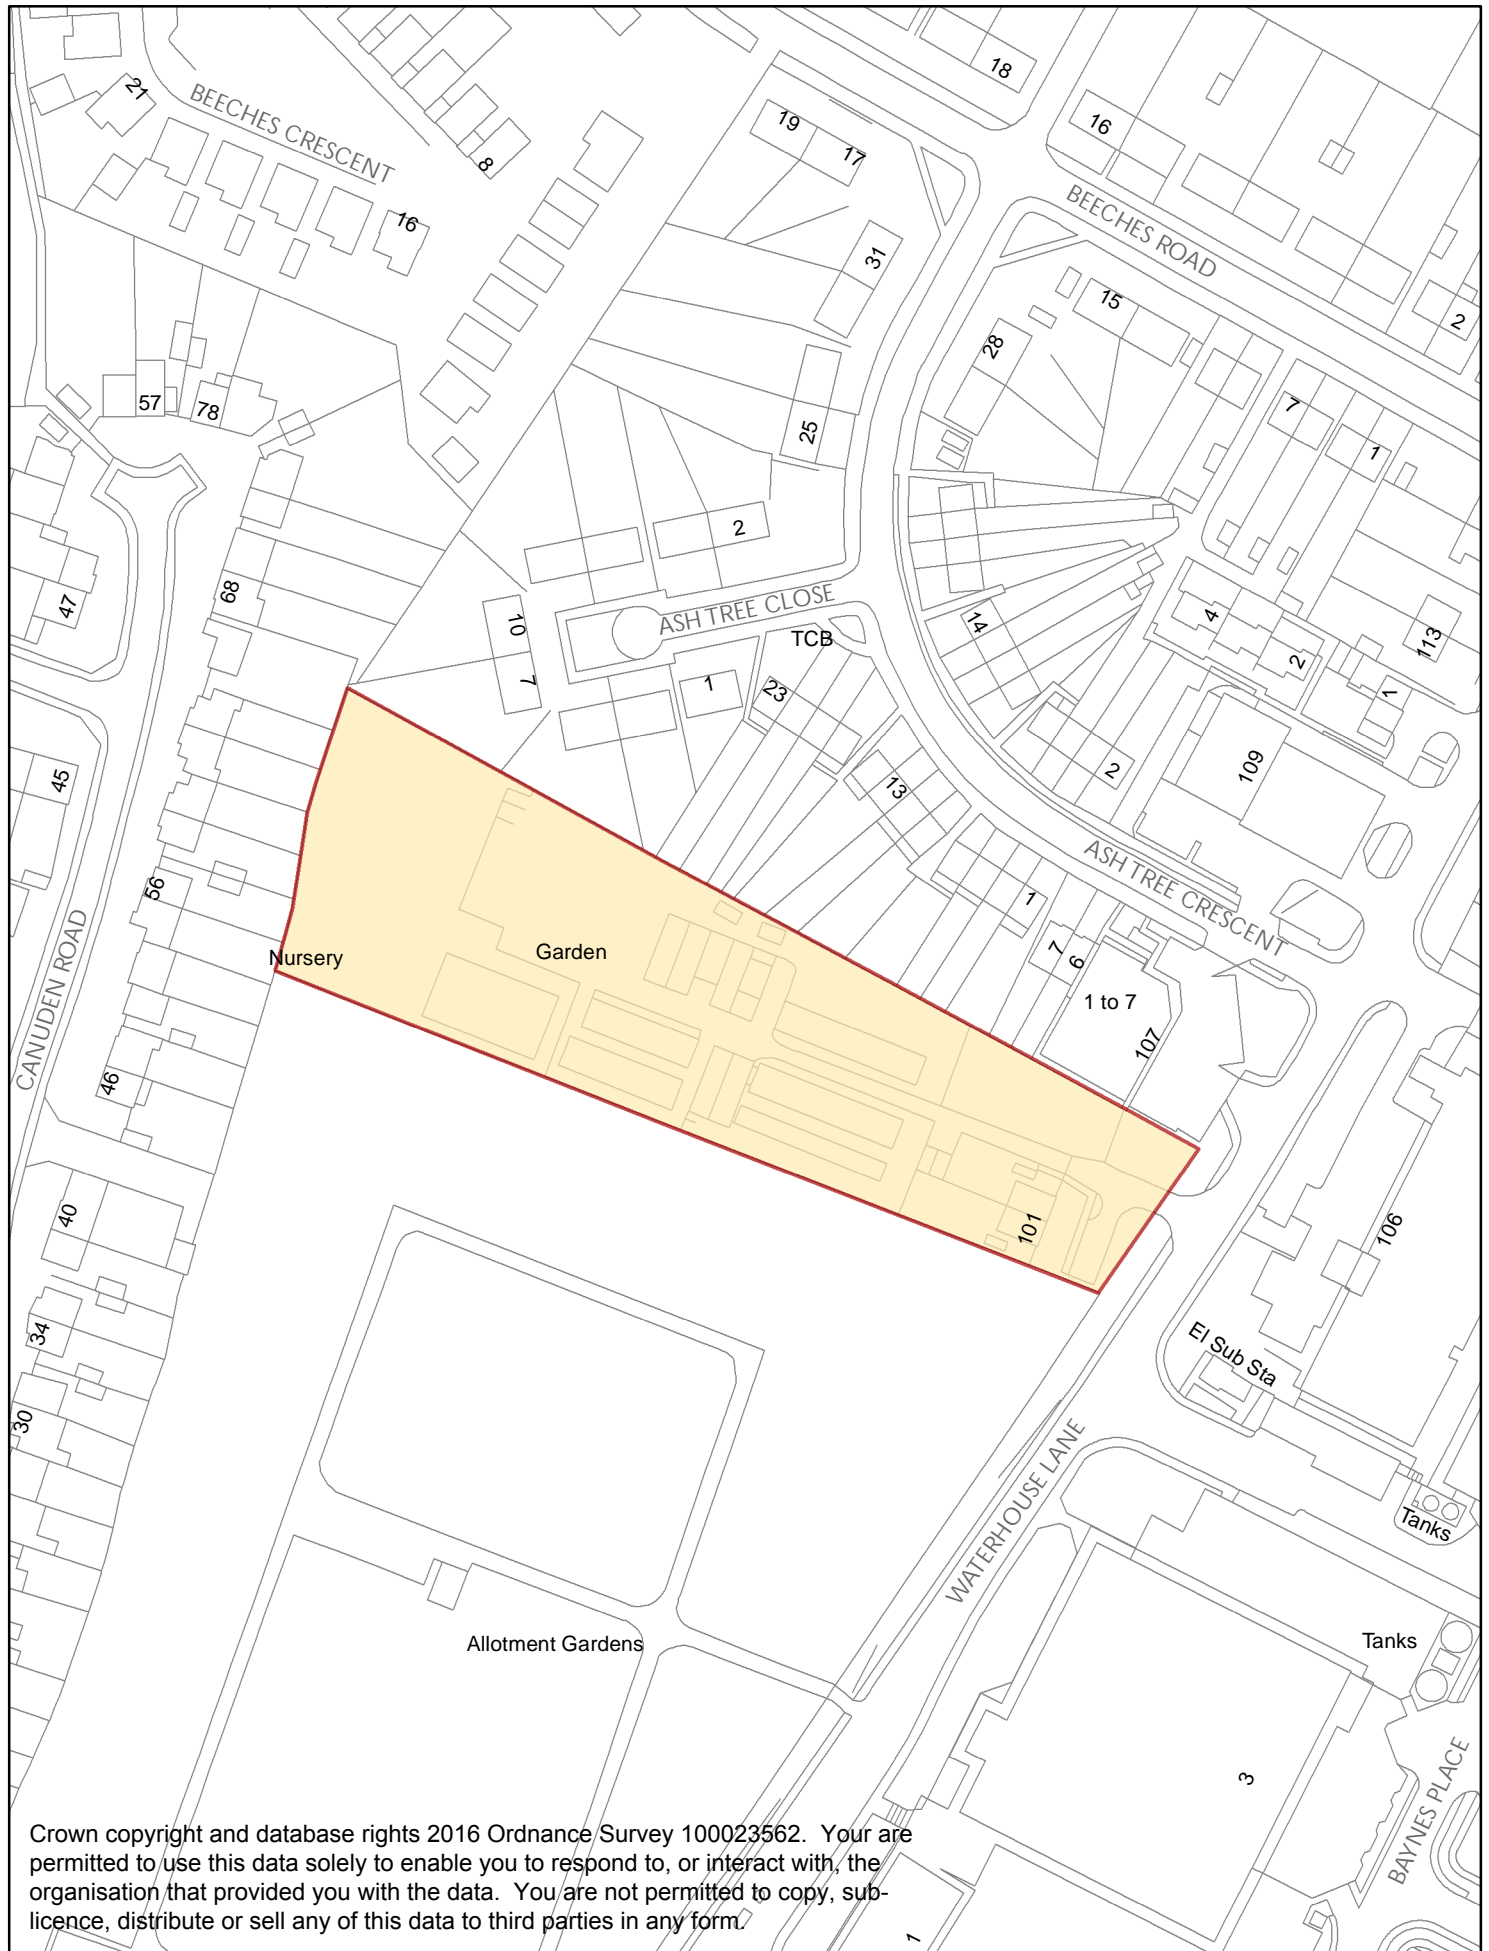 18
21
BEECHES CRESCENT
19
17
16
8
BEECHES ROAD
16
31
15
2
28
57
78
25
7
1
2
68
47
10
ASH TREE CLOSE
TCB
14
4
2
113
7
1
23
1
45
13
2
109
56
1
ASH TREE CRESCENT
CANUDEN ROAD
Nursery
Garden
7
6
1 to 7
107
46
40
101
106
34
El Sub Sta
30
WATERHOUSE LANE
Tanks
Allotment Gardens
Tanks
3
BAYNES PLACE
Crown copyright and database rights 2016 Ordnance Survey 100023562.  Your are
permitted to use this data solely to enable you to respond to, or interact with, the
organisation that provided you with the data.  You are not permitted to copy, sub-
licence, distribute or sell any of this data to third parties in any form.
1